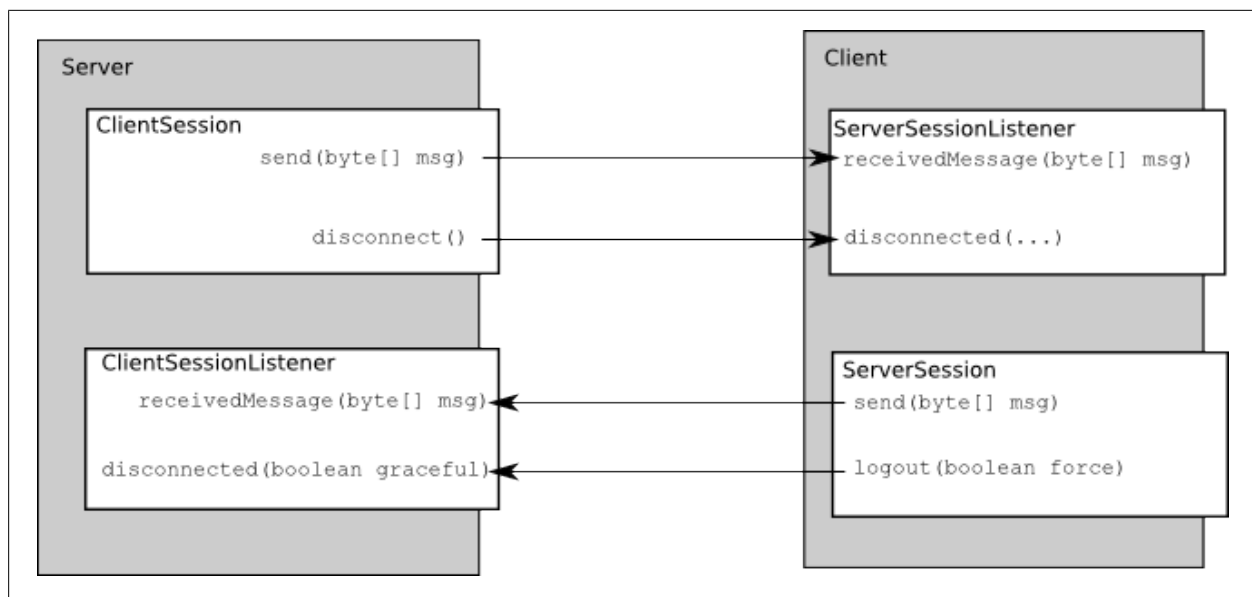 Server
ClientSession
send(byte[] msg)
disconnect()
ClientSessionListener
receivedMessage(byte[] msg)
disconnected(boolean graceful)
Client
ServerSessionListener
receivedMessage(byte[] msg)
disconnected(...)
ServerSession
send(byte[] msg)
logout(boolean force)